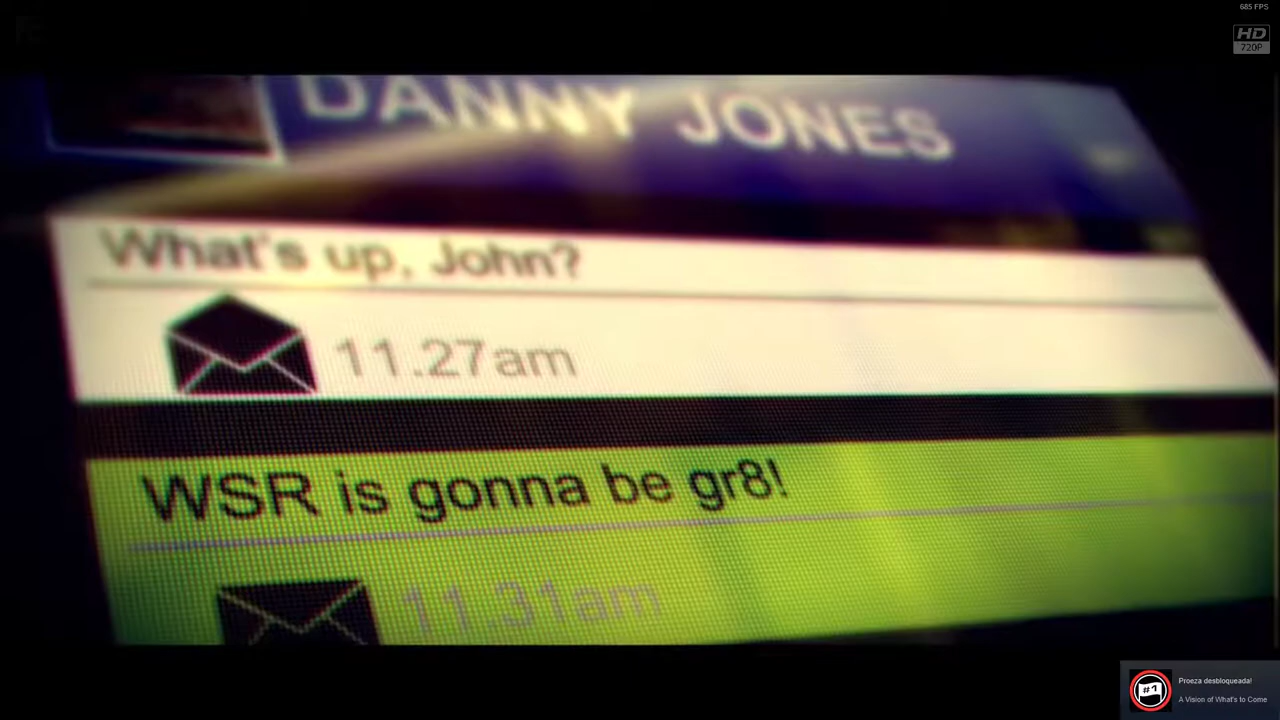 685 FPS
HD
720P
DANNY JONES
What's up, John?
11.27am
WSR is gonna be gr8!
11.31am
#1
Proeza desbloqueada!
A Vision of What's to Come